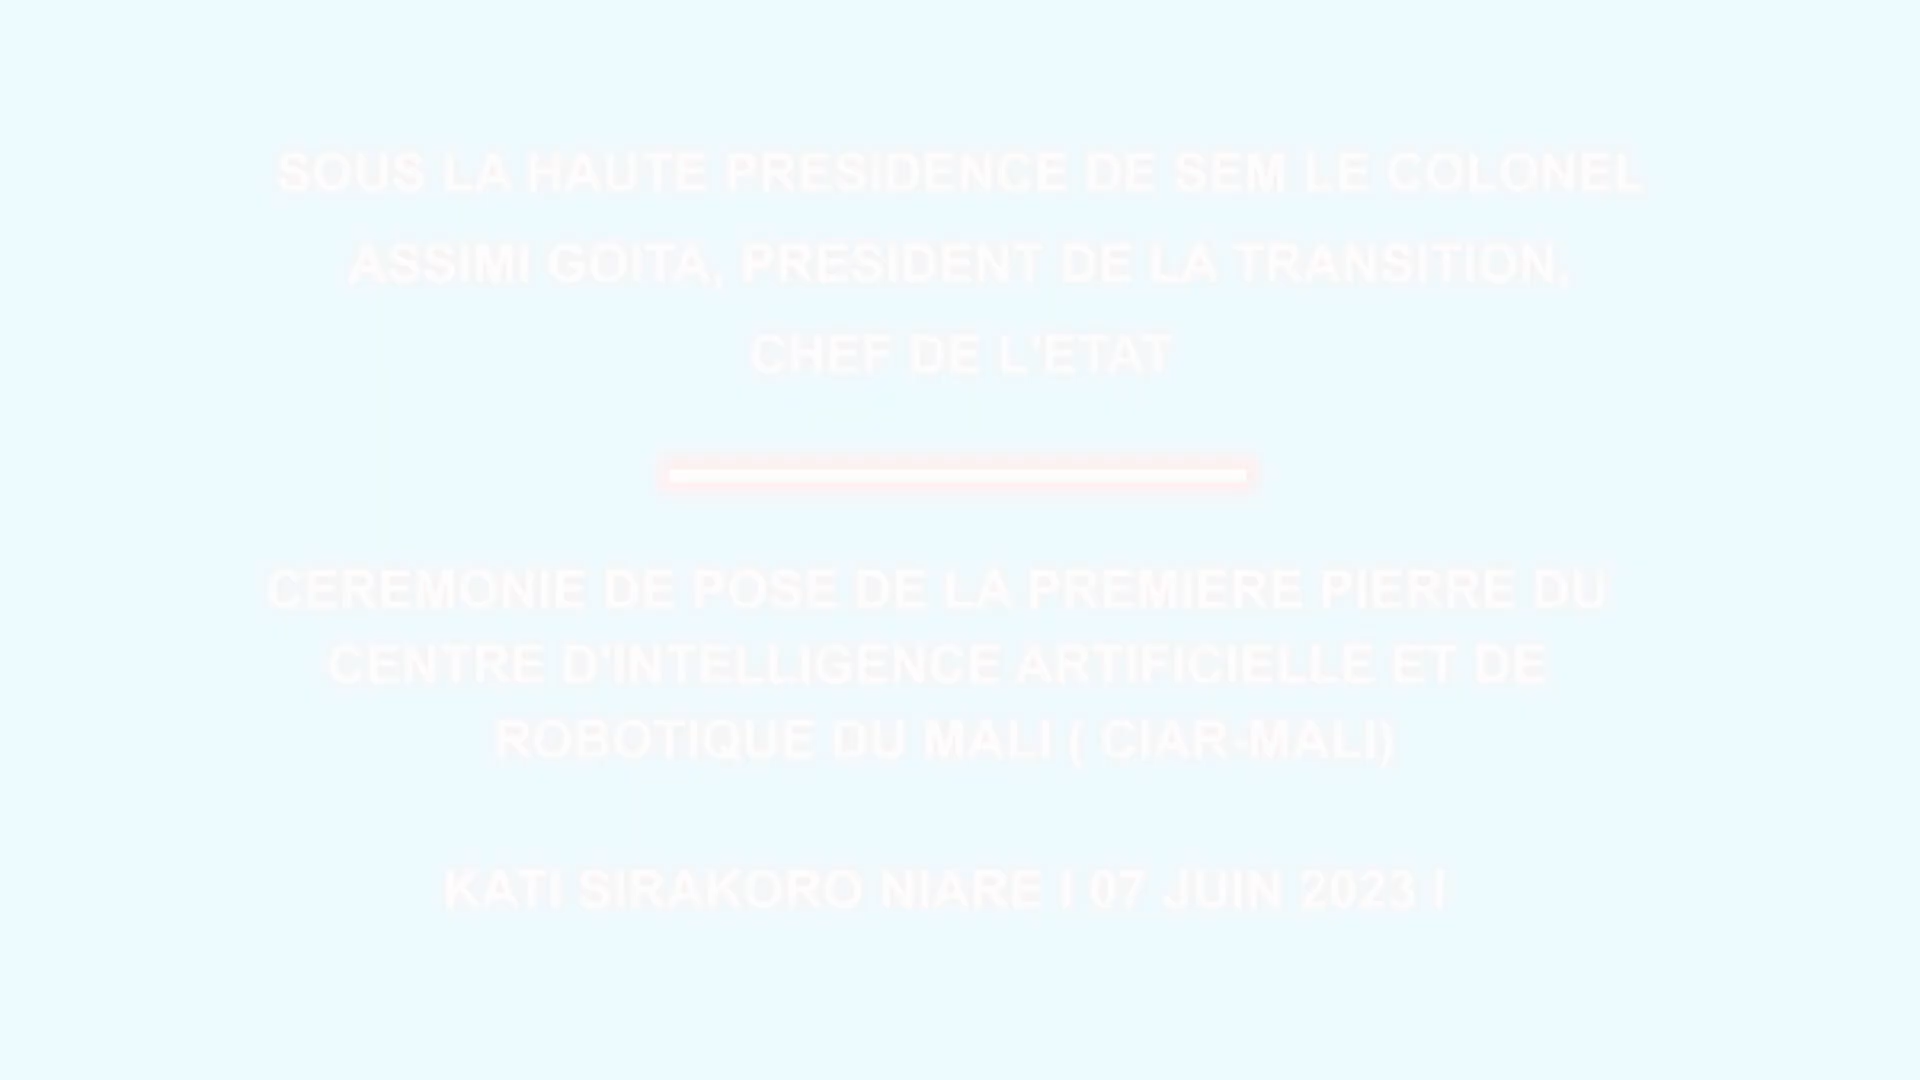 SOUS LA HAUTE PRESIDENCE DE SEM LE COLONEL
ASSIMI GOITA, PRESIDENT DE LA TRANSITION,
CHEF DE L'ETAT
CEREMONIE DE POSE DE LA PREMIERE PIERRE DU
CENTRE D'INTELLIGENCE ARTIFICIELLE ET DE
ROBOTIQUE DU MALI ( CIAR-MALI)
KATI SIRAKORO NIARE I 07 JUIN 2023 I